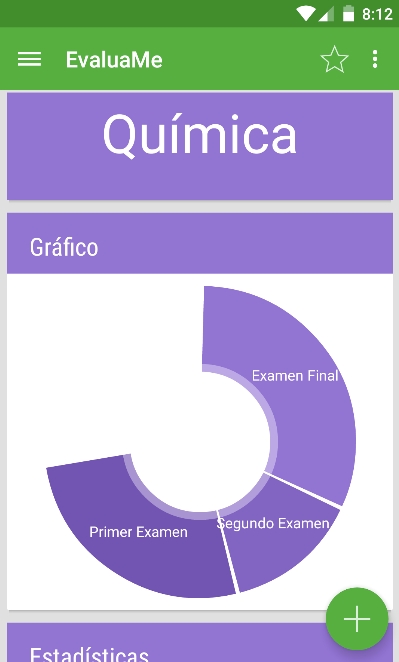 8:12
EvaluaMe
Química
Gráfico
Examen Final
Segundo Examen
Primer Examen
Estadísticas